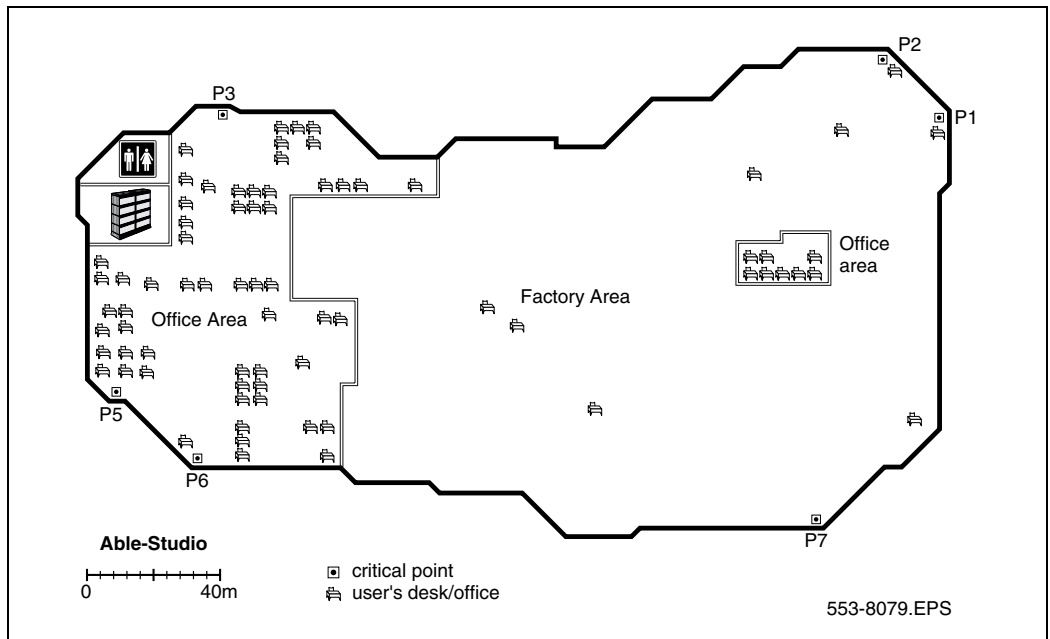 P2
P3
P1
Office
area
Factory Area
Office Area
P5
P6
P7
Able-Studio
0 40m
critical point
user's desk/office
553-8079.EPS